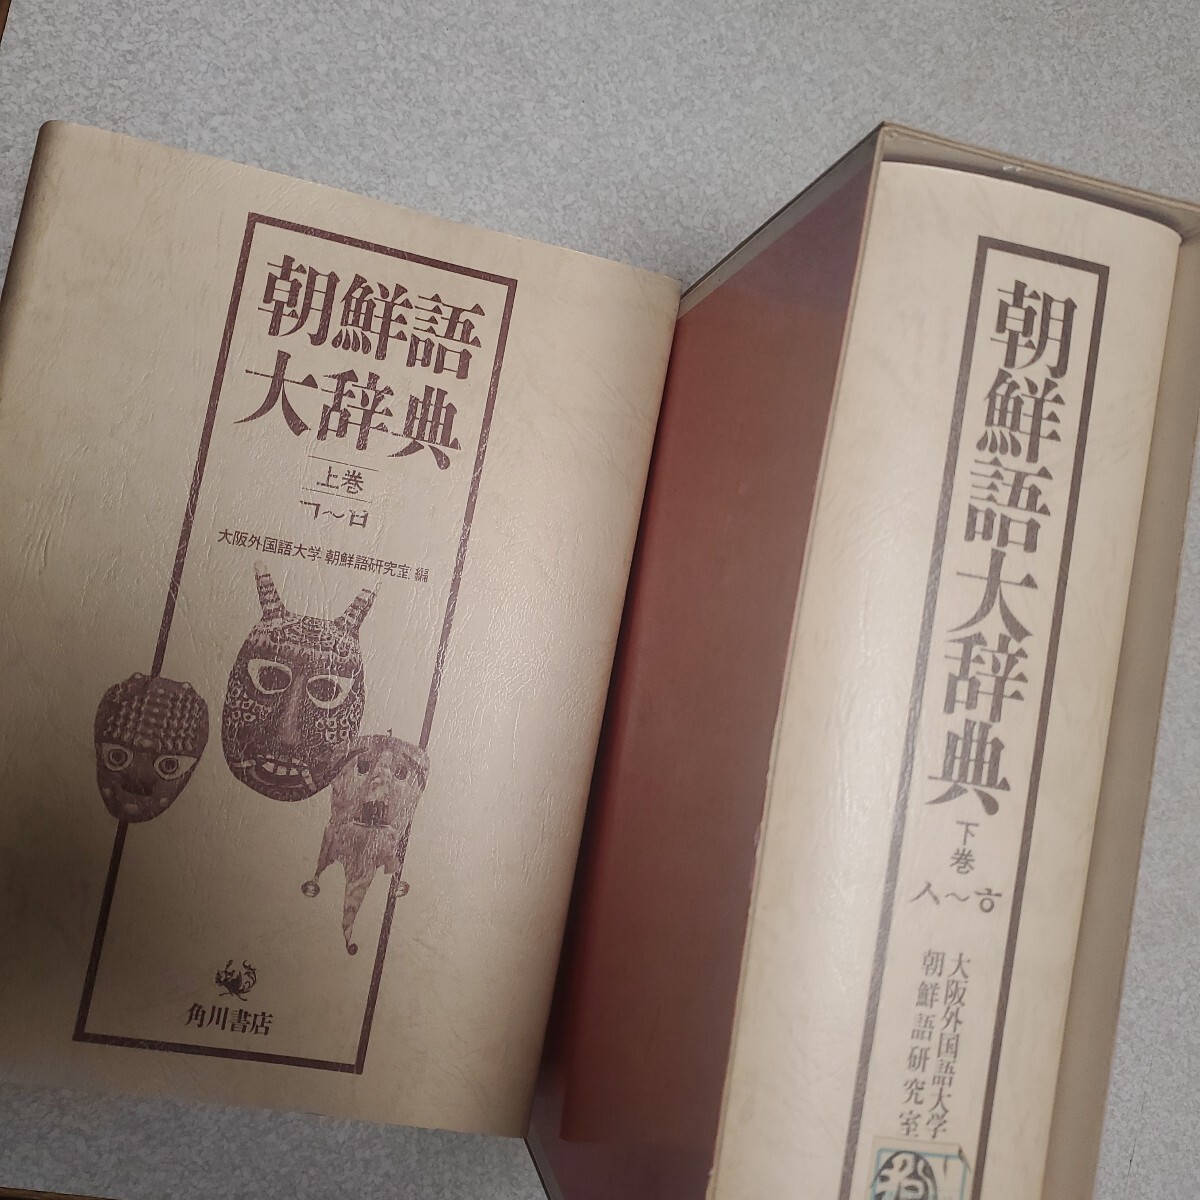 朝鮮語
大辞典
上巻
ㄱ～ㅂ
大阪外国語大学 朝鮮語研究室 編
角川書店
朝鮮語大辞典
下巻
ㅅ～ㅎ
大阪外国語大学
朝鮮語研究室